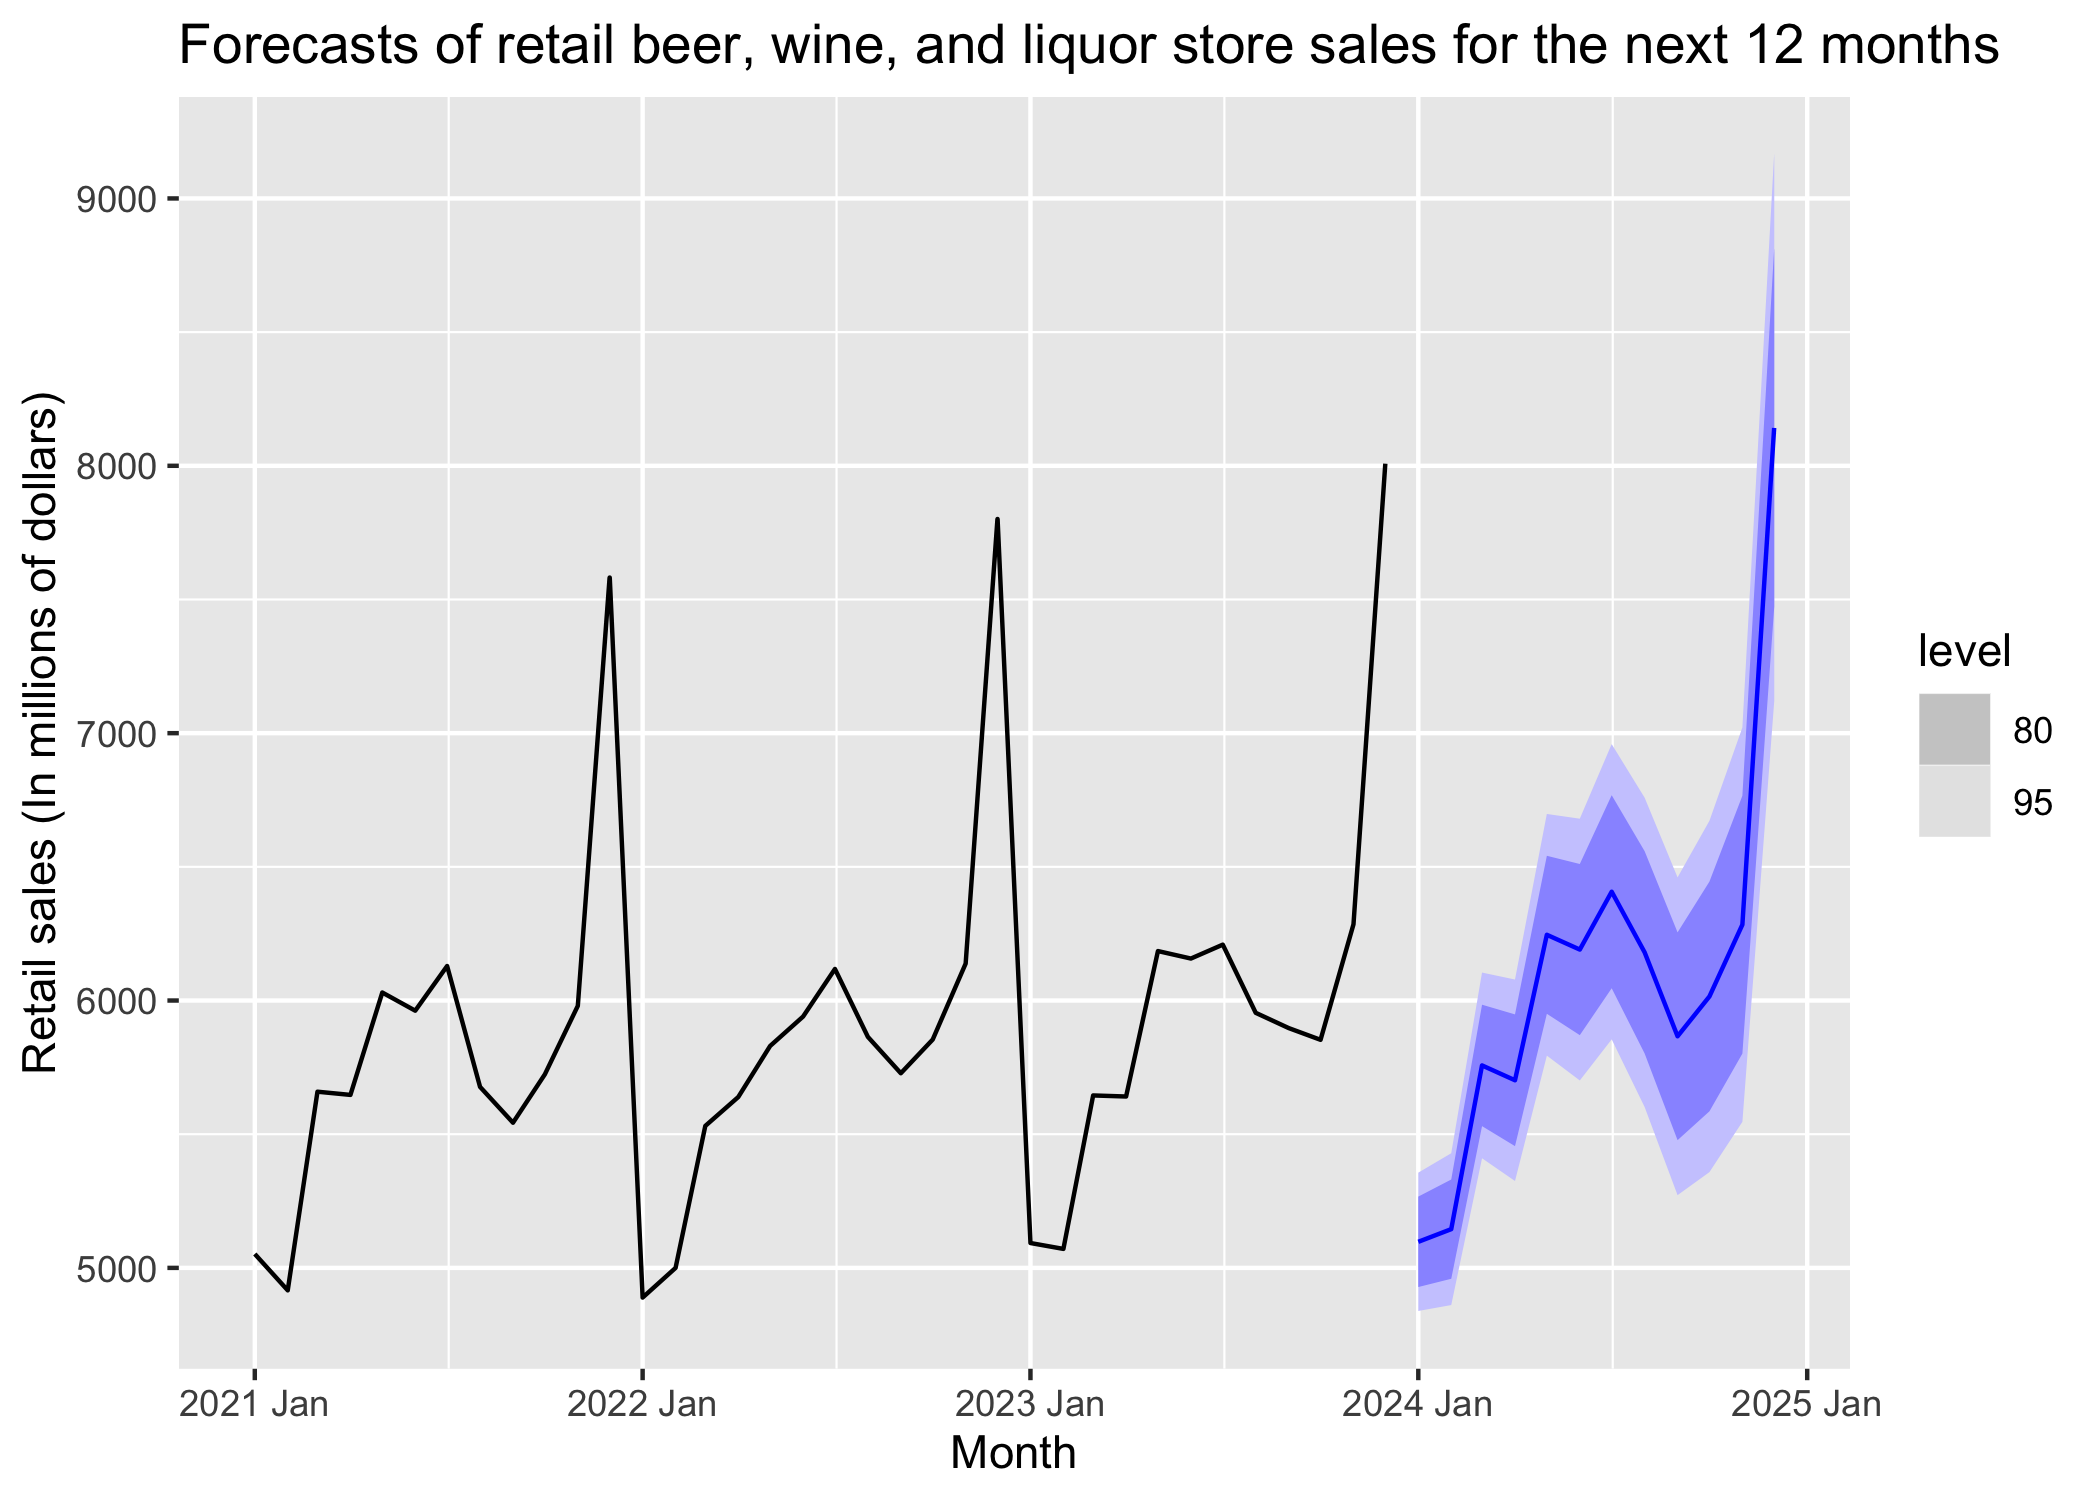 Forecasts of retail beer, wine, and liquor store sales for the next 12 months
Retail sales (In millions of dollars)
9000
8000
7000
6000
5000
2021 Jan
2022 Jan
2023 Jan
2024 Jan
2025 Jan
Month
level
80
95